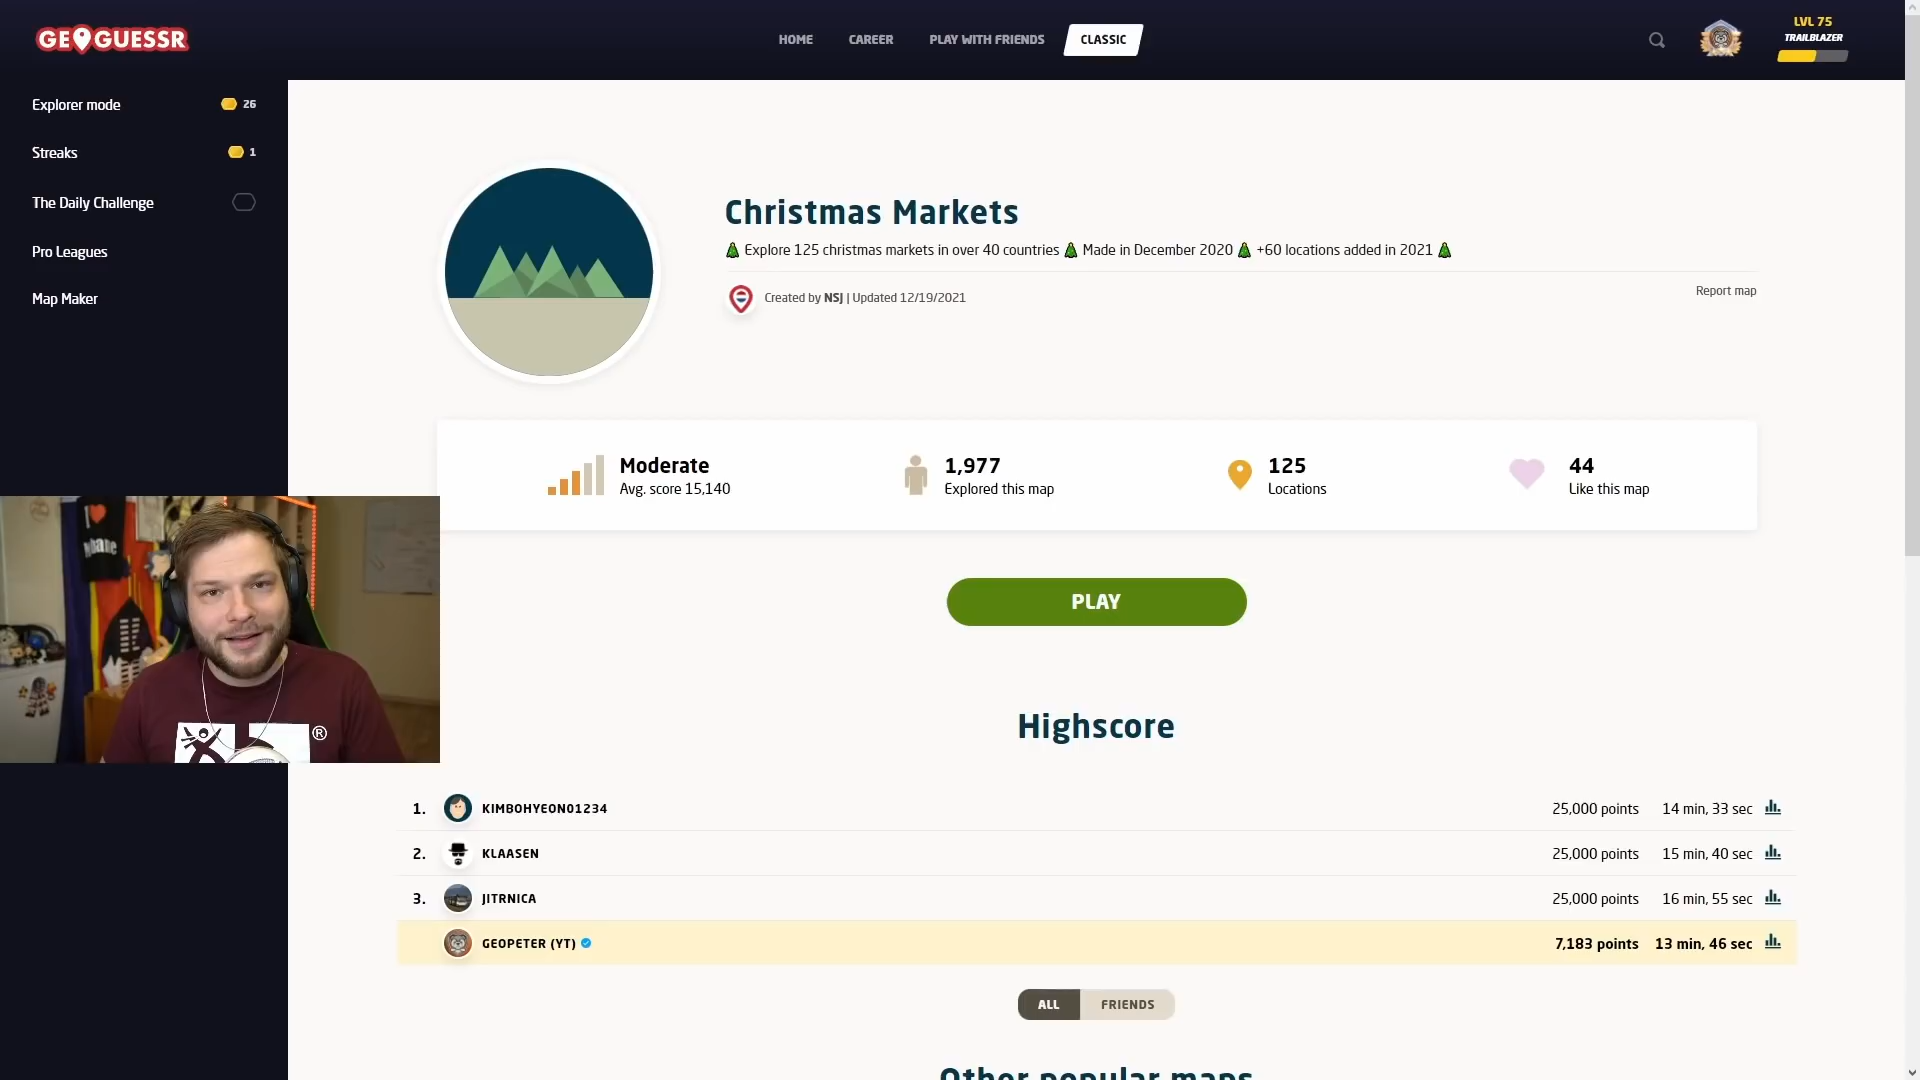 GEOGUESSR
HOME
CAREER
PLAY WITH FRIENDS
CLASSIC
LVL 75
TRAILBLAZER
Explorer mode
26
Streaks
1
The Daily Challenge
Pro Leagues
Map Maker
Christmas Markets
Explore 125 christmas markets in over 40 countries Made in December 2020 +60 locations added in 2021
Created by NSJ | Updated 12/19/2021
Report map
Moderate
Avg. score 15,140
1,977
Explored this map
125
Locations
44
Like this map
PLAY
Highscore
1. KIMBOHYEON01234 25,000 points 14 min, 33 sec
2. KLAASEN 25,000 points 15 min, 40 sec
3. JITRNICA 25,000 points 16 min, 55 sec
GEOPETER (YT) 7,183 points 13 min, 46 sec
ALL
FRIENDS
Other popular maps
I
®